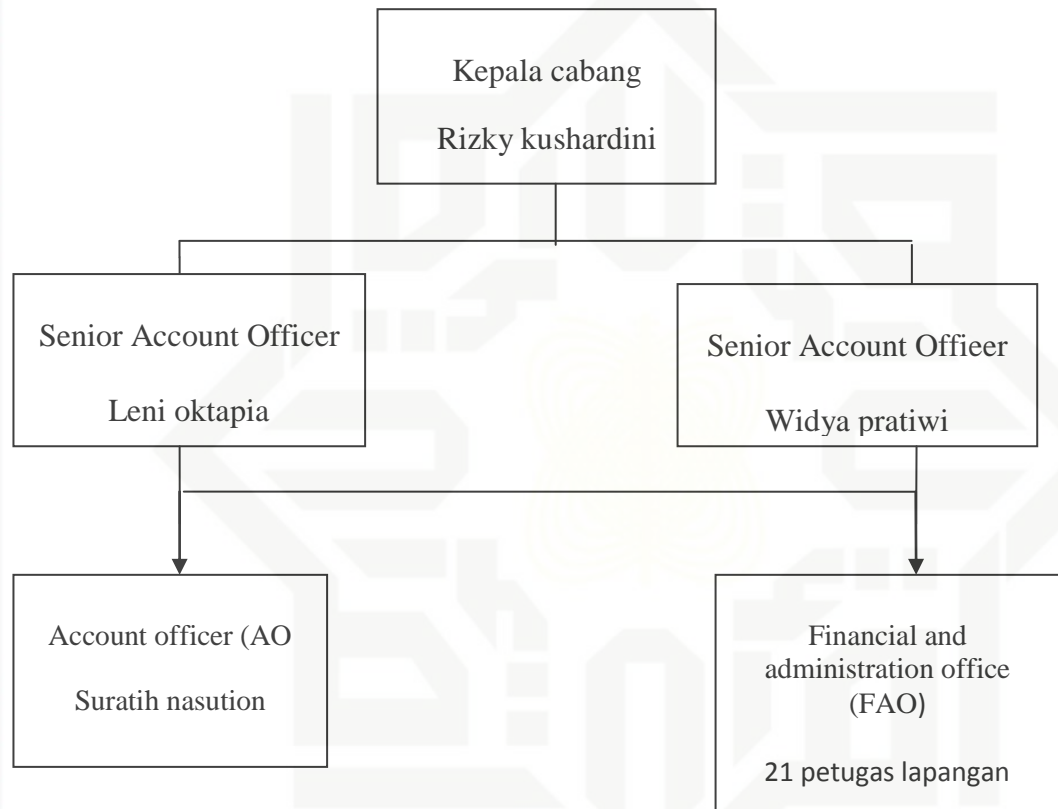 Kepala cabang
Rizky kushardini
Senior Account Officer
Leni oktapia
Senior Account Offieer
Widya pratiwi
Account officer (AO
Suratih nasution
Financial and
administration office
(FAO)
21 petugas lapangan